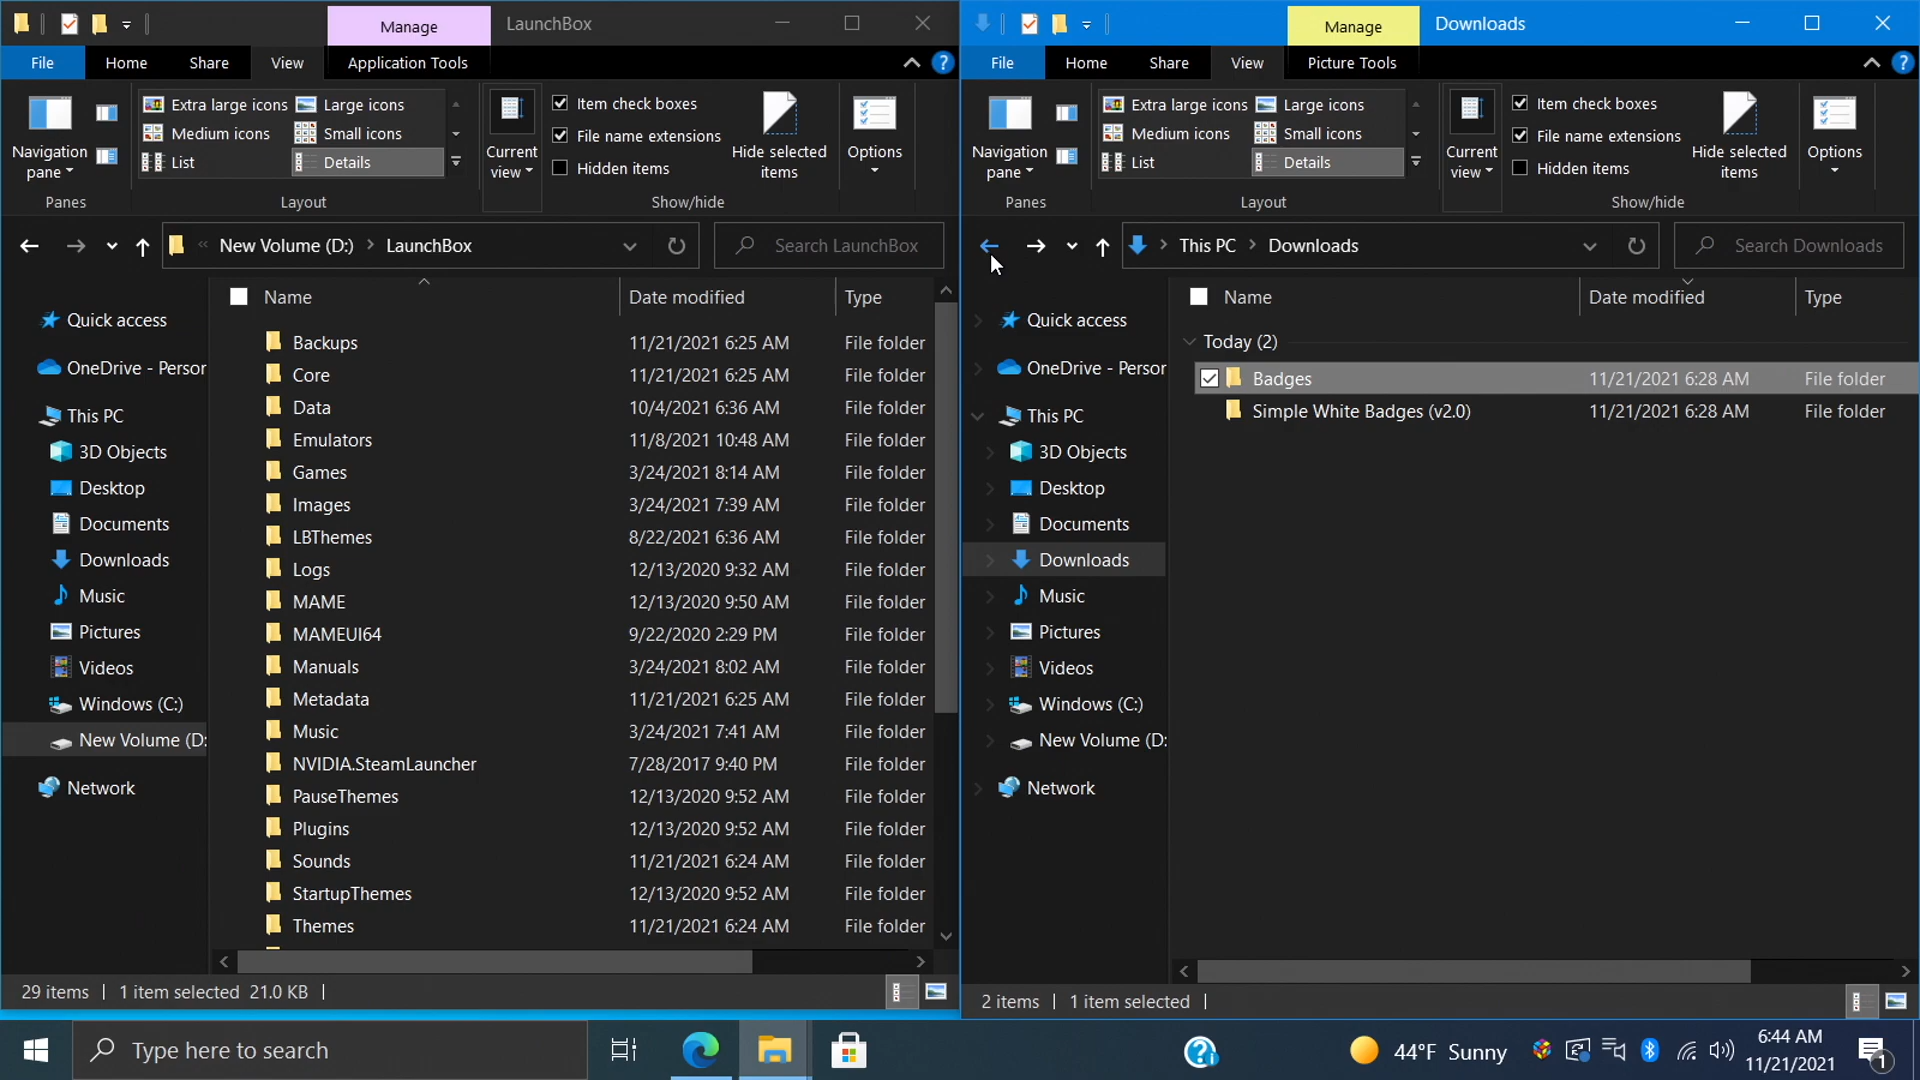 Manage
LaunchBox
File Home Share View Application Tools
Extra large icons Large icons
Medium icons Small icons
List Details
Navigation pane
Current view
Item check boxes
File name extensions
Hidden items
Hide selected items
Options
Panes Layout Show/hide
« New Volume (D:) > LaunchBox
Search LaunchBox
Name Date modified Type
Quick access
OneDrive - Person
This PC
3D Objects
Desktop
Documents
Downloads
Music
Pictures
Videos
Windows (C:)
New Volume (D:
Network
Backups 11/21/2021 6:25 AM File folder
Core 11/21/2021 6:25 AM File folder
Data 10/4/2021 6:36 AM File folder
Emulators 11/8/2021 10:48 AM File folder
Games 3/24/2021 8:14 AM File folder
Images 3/24/2021 7:39 AM File folder
LBThemes 8/22/2021 6:36 AM File folder
Logs 12/13/2020 9:32 AM File folder
MAME 12/13/2020 9:50 AM File folder
MAMEUI64 9/22/2020 2:29 PM File folder
Manuals 3/24/2021 8:02 AM File folder
Metadata 11/21/2021 6:25 AM File folder
Music 3/24/2021 7:41 AM File folder
NVIDIA.SteamLauncher 7/28/2017 9:40 PM File folder
PauseThemes 12/13/2020 9:52 AM File folder
Plugins 12/13/2020 9:52 AM File folder
Sounds 11/21/2021 6:24 AM File folder
StartupThemes 12/13/2020 9:52 AM File folder
Themes 11/21/2021 6:24 AM File folder
29 items | 1 item selected 21.0 KB |
Manage
Downloads
File Home Share View Picture Tools
Extra large icons Large icons
Medium icons Small icons
List Details
Navigation pane
Current view
Item check boxes
File name extensions
Hidden items
Hide selected items
Options
Panes Layout Show/hide
> This PC > Downloads
Search Downloads
Name Date modified Type
Quick access
OneDrive - Person
This PC
3D Objects
Desktop
Documents
Downloads
Music
Pictures
Videos
Windows (C:)
New Volume (D:
Network
Today (2)
Badges 11/21/2021 6:28 AM File folder
Simple White Badges (v2.0) 11/21/2021 6:28 AM File folder
2 items | 1 item selected |
Type here to search
44°F Sunny
6:44 AM
11/21/2021
1